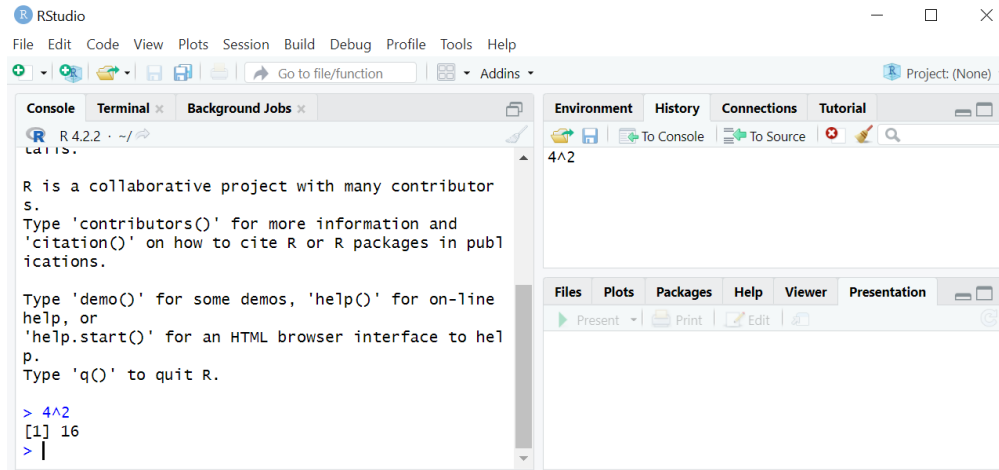 RStudio
File Edit Code View Plots Session Build Debug Profile Tools Help
Go to file/function Addins Project: (None)
Console Terminal Background Jobs
R 4.2.2 · ~/
tails.
R is a collaborative project with many contributor
s.
Type 'contributors()' for more information and
'citation()' on how to cite R or R packages in publ
ications.
Type 'demo()' for some demos, 'help()' for on-line
help, or
'help.start()' for an HTML browser interface to hel
p.
Type 'q()' to quit R.
> 4^2
[1] 16
>
Environment History Connections Tutorial
To Console To Source
4^2
Files Plots Packages Help Viewer Presentation
Present Print Edit